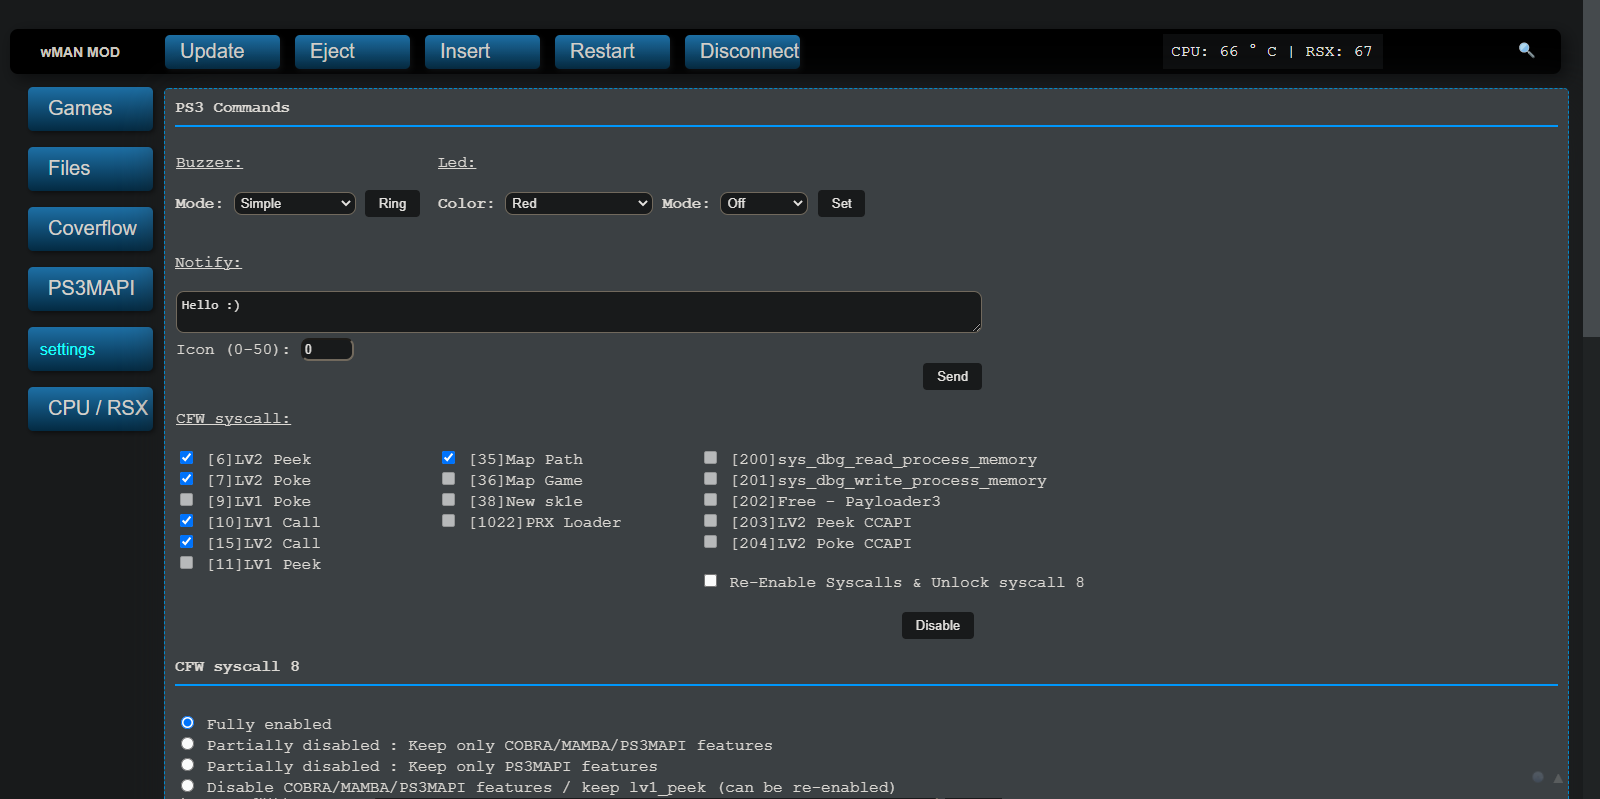 wMAN MOD Update Eject Insert Restart Disconnect CPU: 66 ° C | RSX: 67
Games
Files
Coverflow
PS3MAPI
settings
CPU / RSX
PS3 Commands
Buzzer: Led:
Mode: Simple Ring Color: Red Mode: Off Set
Notify:
Hello :)
Icon (0-50): 0
Send
CFW syscall:
[6]LV2 Peek [35]Map Path [200]sys_dbg_read_process_memory
[7]LV2 Poke [36]Map Game [201]sys_dbg_write_process_memory
[9]LV1 Poke [38]New sk1e [202]Free - Payloader3
[10]LV1 Call [1022]PRX Loader [203]LV2 Peek CCAPI
[15]LV2 Call [204]LV2 Poke CCAPI
[11]LV1 Peek
Re-Enable Syscalls & Unlock syscall 8
Disable
CFW syscall 8
Fully enabled
Partially disabled : Keep only COBRA/MAMBA/PS3MAPI features
Partially disabled : Keep only PS3MAPI features
Disable COBRA/MAMBA/PS3MAPI features / keep lv1_peek (can be re-enabled)